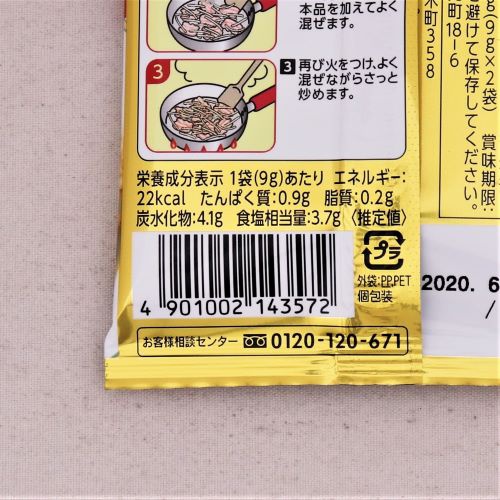 本品を加えてよく
混ぜます。
3
3 再び火をつけ、よく
混ぜながらさっと
炒めます。
栄養成分表示 1袋(9g)あたり エネルギー:
22kcal たんぱく質:0.9g 脂質:0.2g
炭水化物:4.1g 食塩相当量:3.7g〈推定値〉
4 901002 143572
プラ
外袋:PP,PET
個包装
お客様相談センター 0120-120-671
g(9g×2袋) 賞味期限:
避けて保存してください。
木町358
町18-6
2020. 6
/